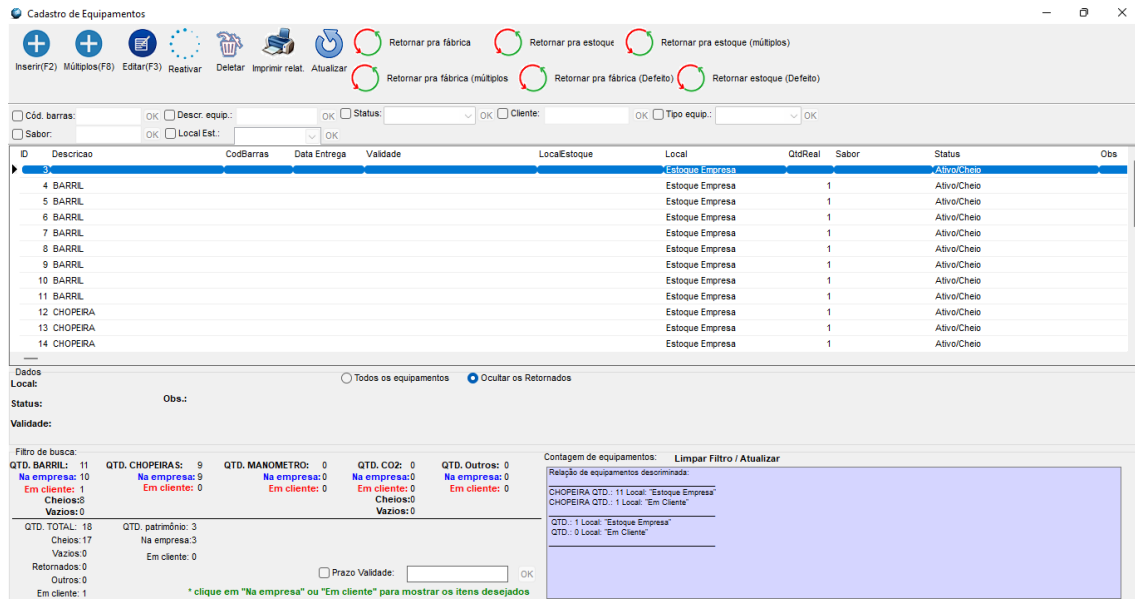 Cadastro de Equipamentos
Inserir(F2) Múltiplos(F8) Editar(F3) Reativar Deletar Imprimir relat. Atualizar Retornar pra fábrica Retornar pra estoque Retornar pra estoque (múltiplos)
Retornar pra fábrica (múltiplos Retornar pra fábrica (Defeito) Retornar estoque (Defeito)
Cód. barras: OK Descr. equip.: OK Status: OK Cliente: OK Tipo equip.: OK
Sabor: OK Local Est.: OK
ID Descricao CodBarras Data Entrega Validade LocalEstoque Local QtdReal Sabor Status Obs
3 Estoque Empresa Ativo/Cheio
4 BARRIL Estoque Empresa 1 Ativo/Cheio
5 BARRIL Estoque Empresa 1 Ativo/Cheio
6 BARRIL Estoque Empresa 1 Ativo/Cheio
7 BARRIL Estoque Empresa 1 Ativo/Cheio
8 BARRIL Estoque Empresa 1 Ativo/Cheio
9 BARRIL Estoque Empresa 1 Ativo/Cheio
10 BARRIL Estoque Empresa 1 Ativo/Cheio
11 BARRIL Estoque Empresa 1 Ativo/Cheio
12 CHOPEIRA Estoque Empresa 1 Ativo/Cheio
13 CHOPEIRA Estoque Empresa 1 Ativo/Cheio
14 CHOPEIRA Estoque Empresa 1 Ativo/Cheio
Dados
Local:
Todos os equipamentos Ocultar os Retornados
Status: Obs.:
Validade:
Filtro de busca:
QTD. BARRIL: 11 QTD. CHOPEIRAS: 9 QTD. MANOMETRO: 0 QTD. CO2: 0 QTD. Outros: 0
Na empresa: 10 Na empresa: 9 Na empresa:0 Na empresa:0 Na empresa: 0
Em cliente: 1 Em cliente: 0 Em cliente: 0 Em cliente: 0 Em cliente: 0
Cheios:8 Cheios:0
Vazios:0 Vazios: 0
QTD. TOTAL: 18 QTD. patrimônio: 3
Cheios:17 Na empresa:3
Vazios:0 Em cliente: 0
Retornados:0
Outros:0
Em cliente: 1
Prazo Validade: OK
* clique em "Na empresa" ou "Em cliente" para mostrar os itens desejados
Contagem de equipamentos: Limpar Filtro / Atualizar
Relação de equipamentos descriminada:
CHOPEIRA QTD.: 11 Local: "Estoque Empresa"
CHOPEIRA QTD.: 1 Local: "Em Cliente"
QTD.: 1 Local: "Estoque Empresa"
QTD.: 0 Local: "Em Cliente"